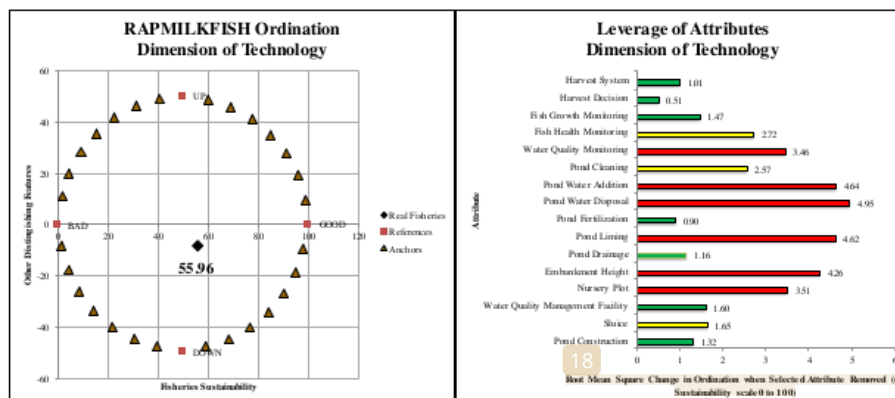 RAPMILKFISH Ordination
Dimension of Technology
60
40
20
0
-20
-40
-60
UP
BAD
GOOD
DOWN
0
20
40
60
80
100
120
55.96
Real Fisheries
References
Anchors
Other Distinguishing Features
Fisheries Sustainability
Leverage of Attributes
Dimension of Technology
Attribute
Harvest System 1.01
Harvest Decision 0.51
Fish Growth Monitoring 1.47
Fish Health Monitoring 2.72
Water Quality Monitoring 3.46
Pond Cleaning 2.57
Pond Water Addition 4.64
Pond Water Disposal 4.95
Pond Fertilization 0.90
Pond Liming 4.62
Pond Drainage 1.16
Embankment Height 4.26
Nursery Plot 3.51
Water Quality Management Facility 1.60
Sluice 1.65
Pond Construction 1.32
0 1 2 3 4 5 6
18
Root Mean Square Change in Ordination when Selected Attribute Removed (
Sustainability scale 0 to 100)